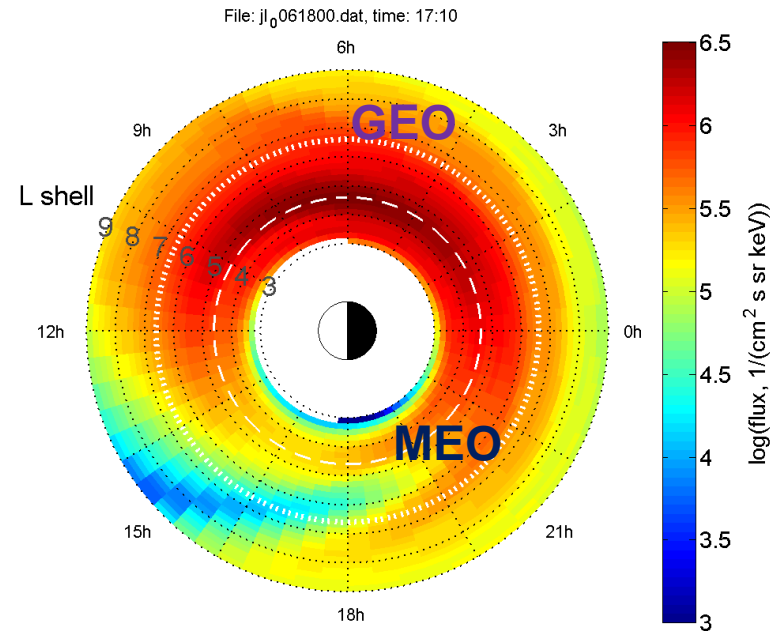 File: jl₀061800.dat, time: 17:10
6h
9h
GEO
3h
L shell
9 8 7 6 5 4 3
12h
0h
MEO
15h
21h
18h
6.5
6
5.5
5
4.5
4
3.5
3
log(flux, 1/(cm² s sr keV))